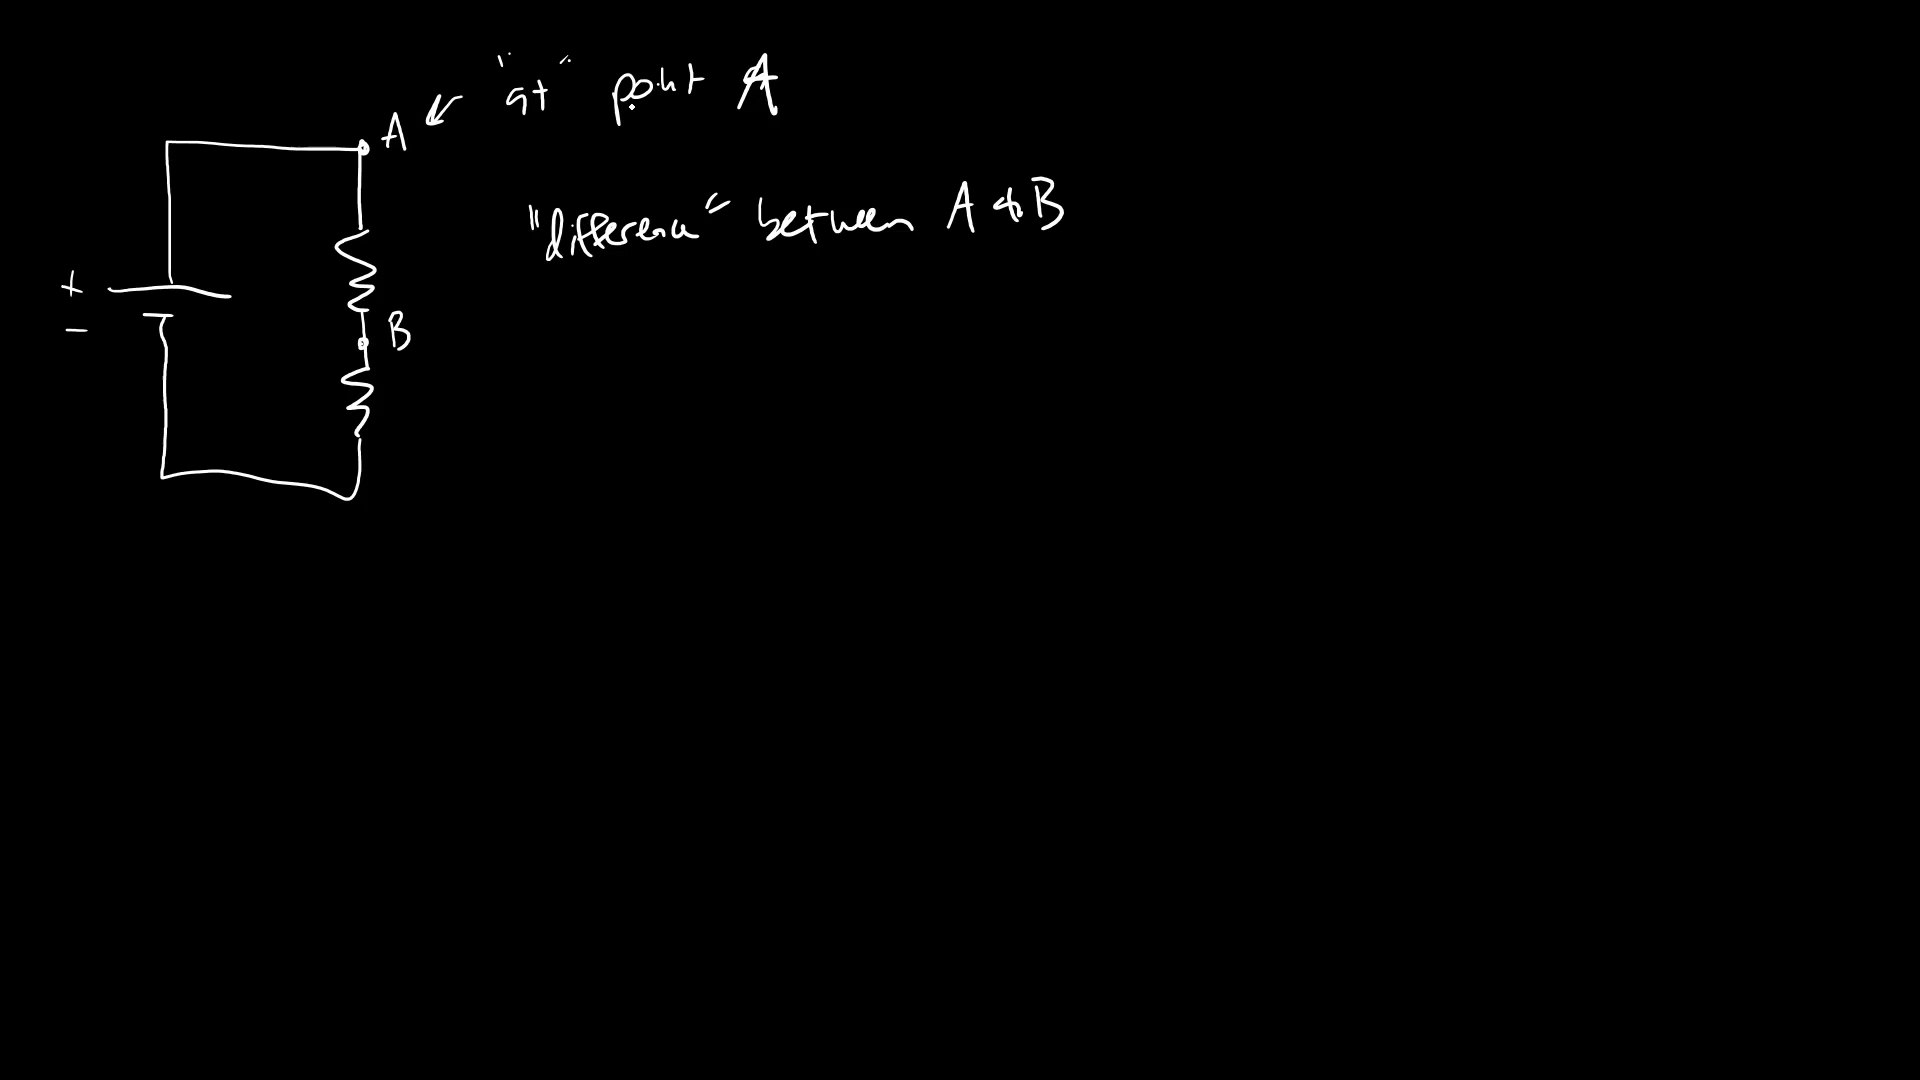 "at" point A
A
"difference" between A & B
+
-
B